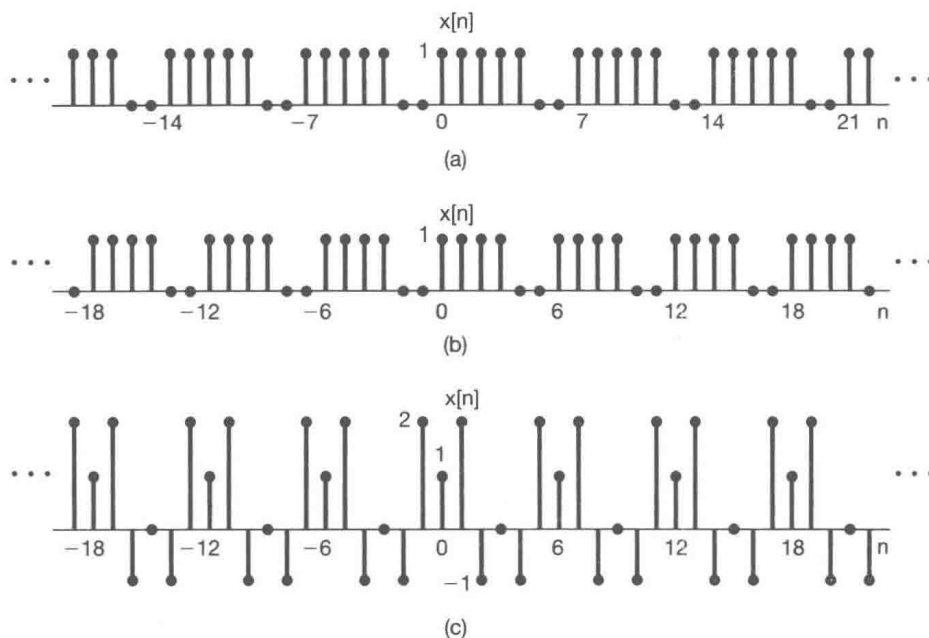 x[n]
1
. . .
. . .
−14 −7 0 7 14 21 n
(a)
x[n]
1
. . .
. . .
−18 −12 −6 0 6 12 18 n
(b)
x[n]
2
1
. . .
. . .
−18 −12 −6 0 6 12 18 n
−1
(c)